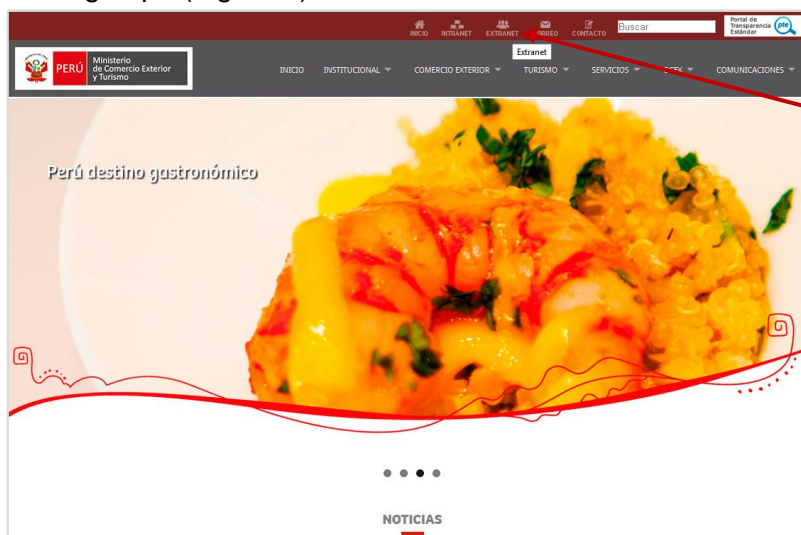 INICIO INTRANET EXTRANET CORREO CONTACTO Buscar
Portal de
Transparencia
Estándar pte
Extranet
PERÚ
Ministerio
de Comercio Exterior
y Turismo
INICIO INSTITUCIONAL COMERCIO EXTERIOR TURISMO SERVICIOS COMUNICACIONES
Perú destino gastronómico
NOTICIAS